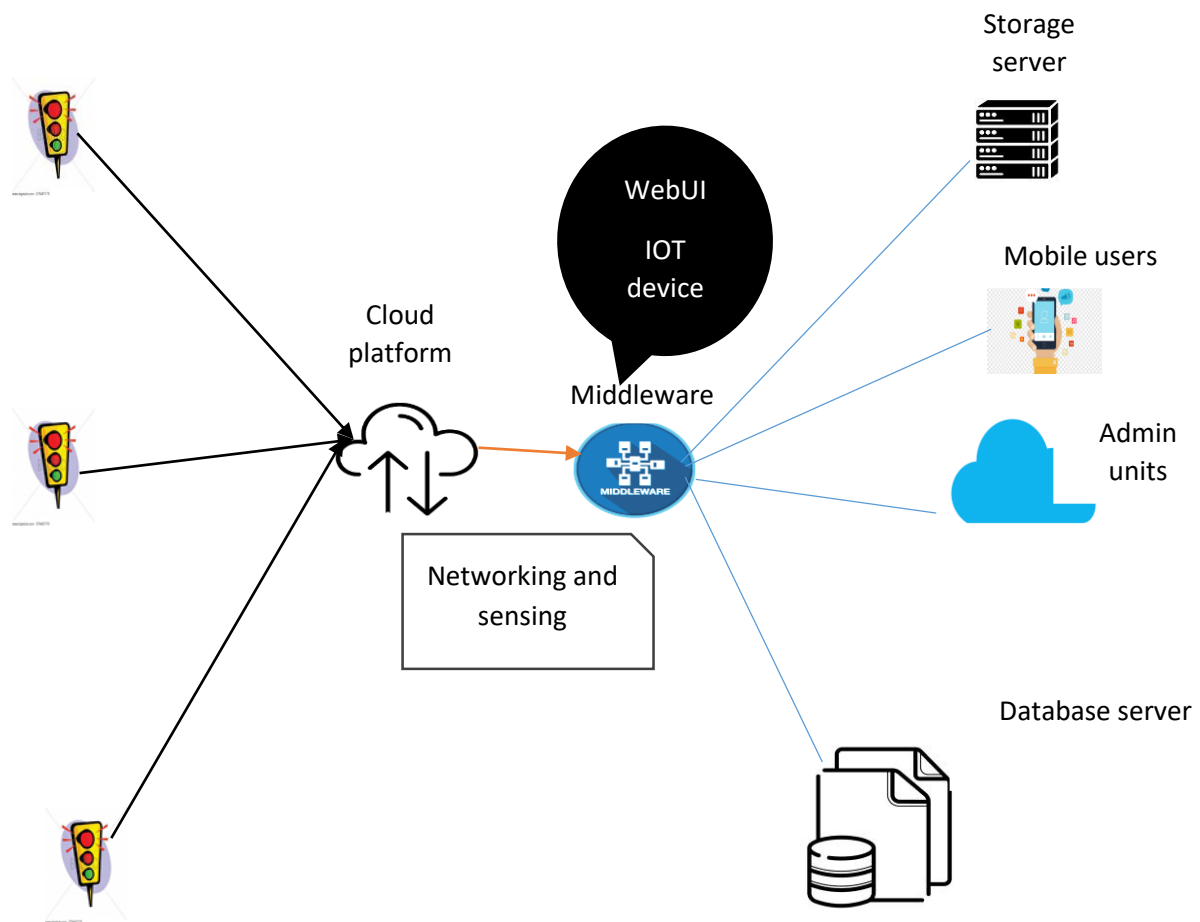 Storage
server
WebUI
IOT
device
Mobile users
Cloud
platform
Middleware
Admin
units
MIDDLEWARE
Networking and
sensing
Database server